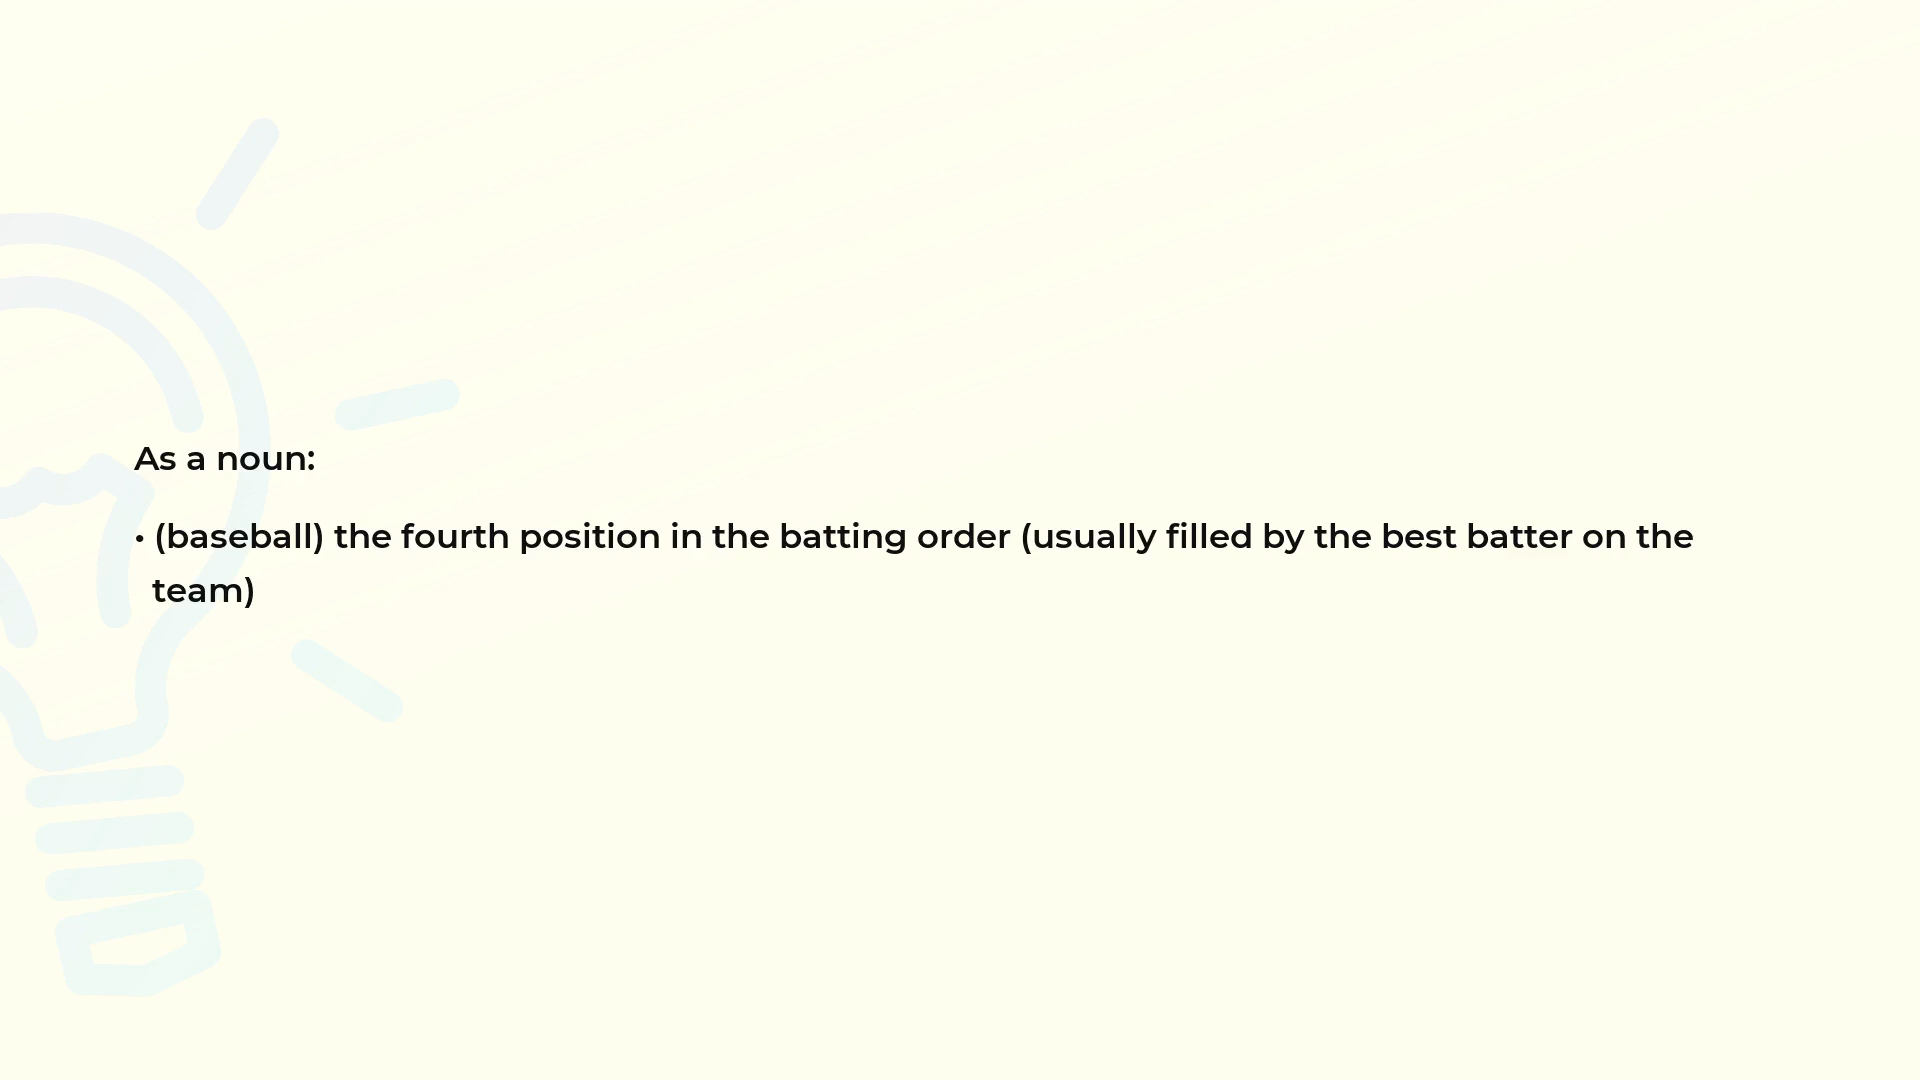 As a noun:
• (baseball) the fourth position in the batting order (usually filled by the best batter on the
team)